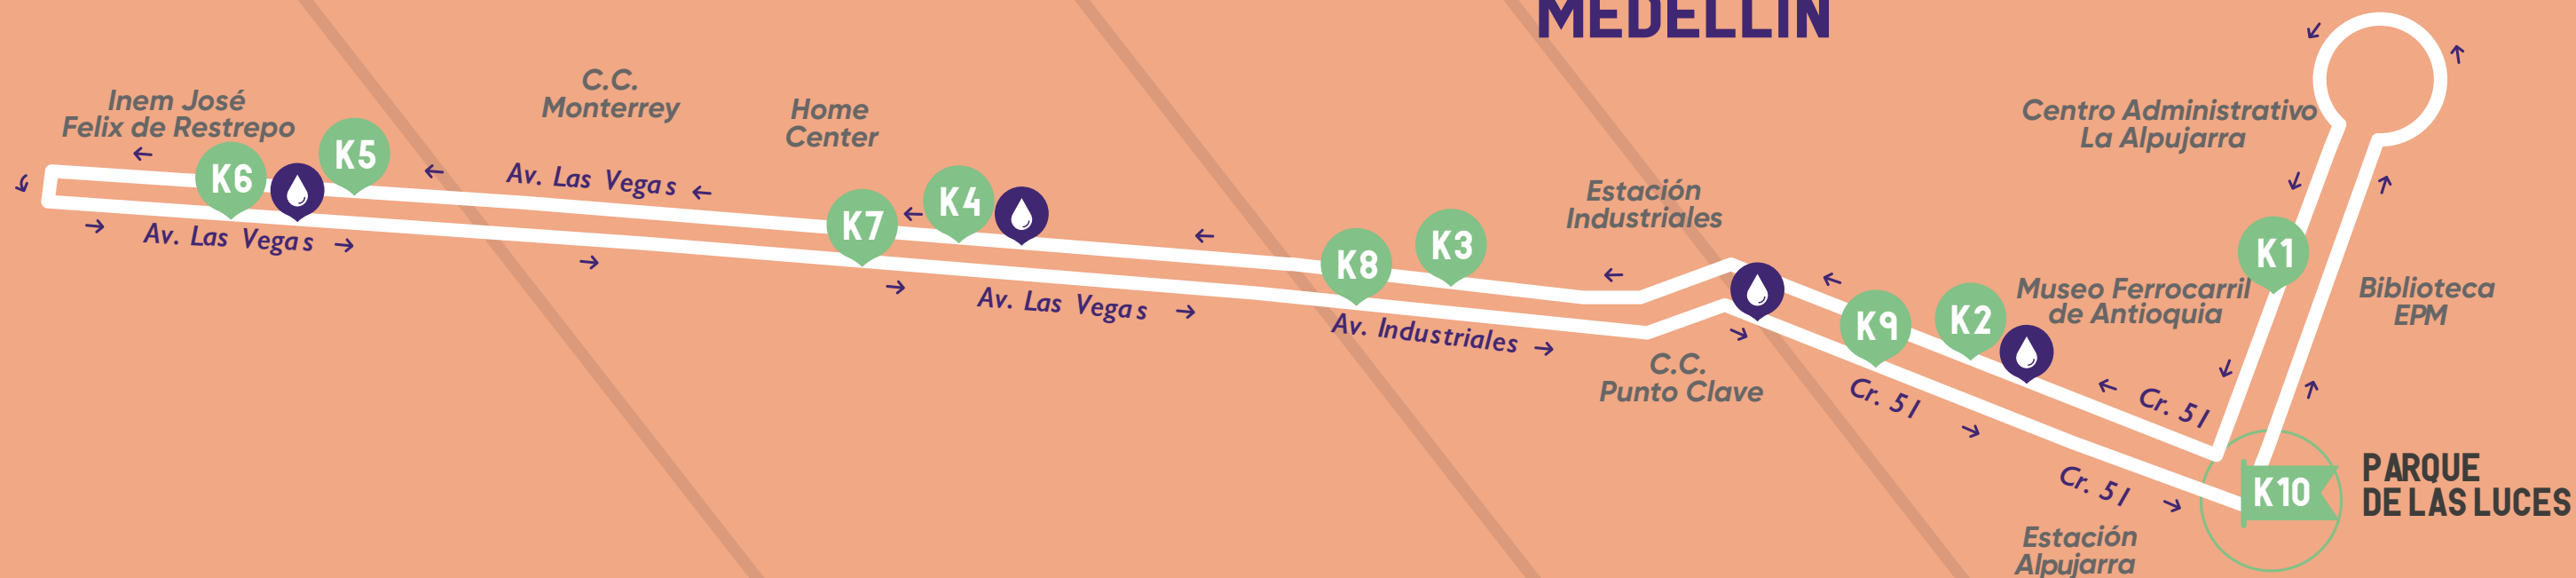 MEDELLÍN
Inem José
Felix de Restrepo
C.C.
Monterrey
Home
Center
Centro Administrativo
La Alpujarra
K6
K5
Av. Las Vegas
K7
K4
K8
K3
Estación
Industriales
K9
K2
Museo Ferrocarril
de Antioquia
K1
Biblioteca
EPM
Av. Las Vegas
Av. Las Vegas
Av. Industriales
C.C.
Punto Clave
Cr. 51
Cr. 51
Cr. 51
K10
PARQUE
DE LAS LUCES
Estación
Alpujarra